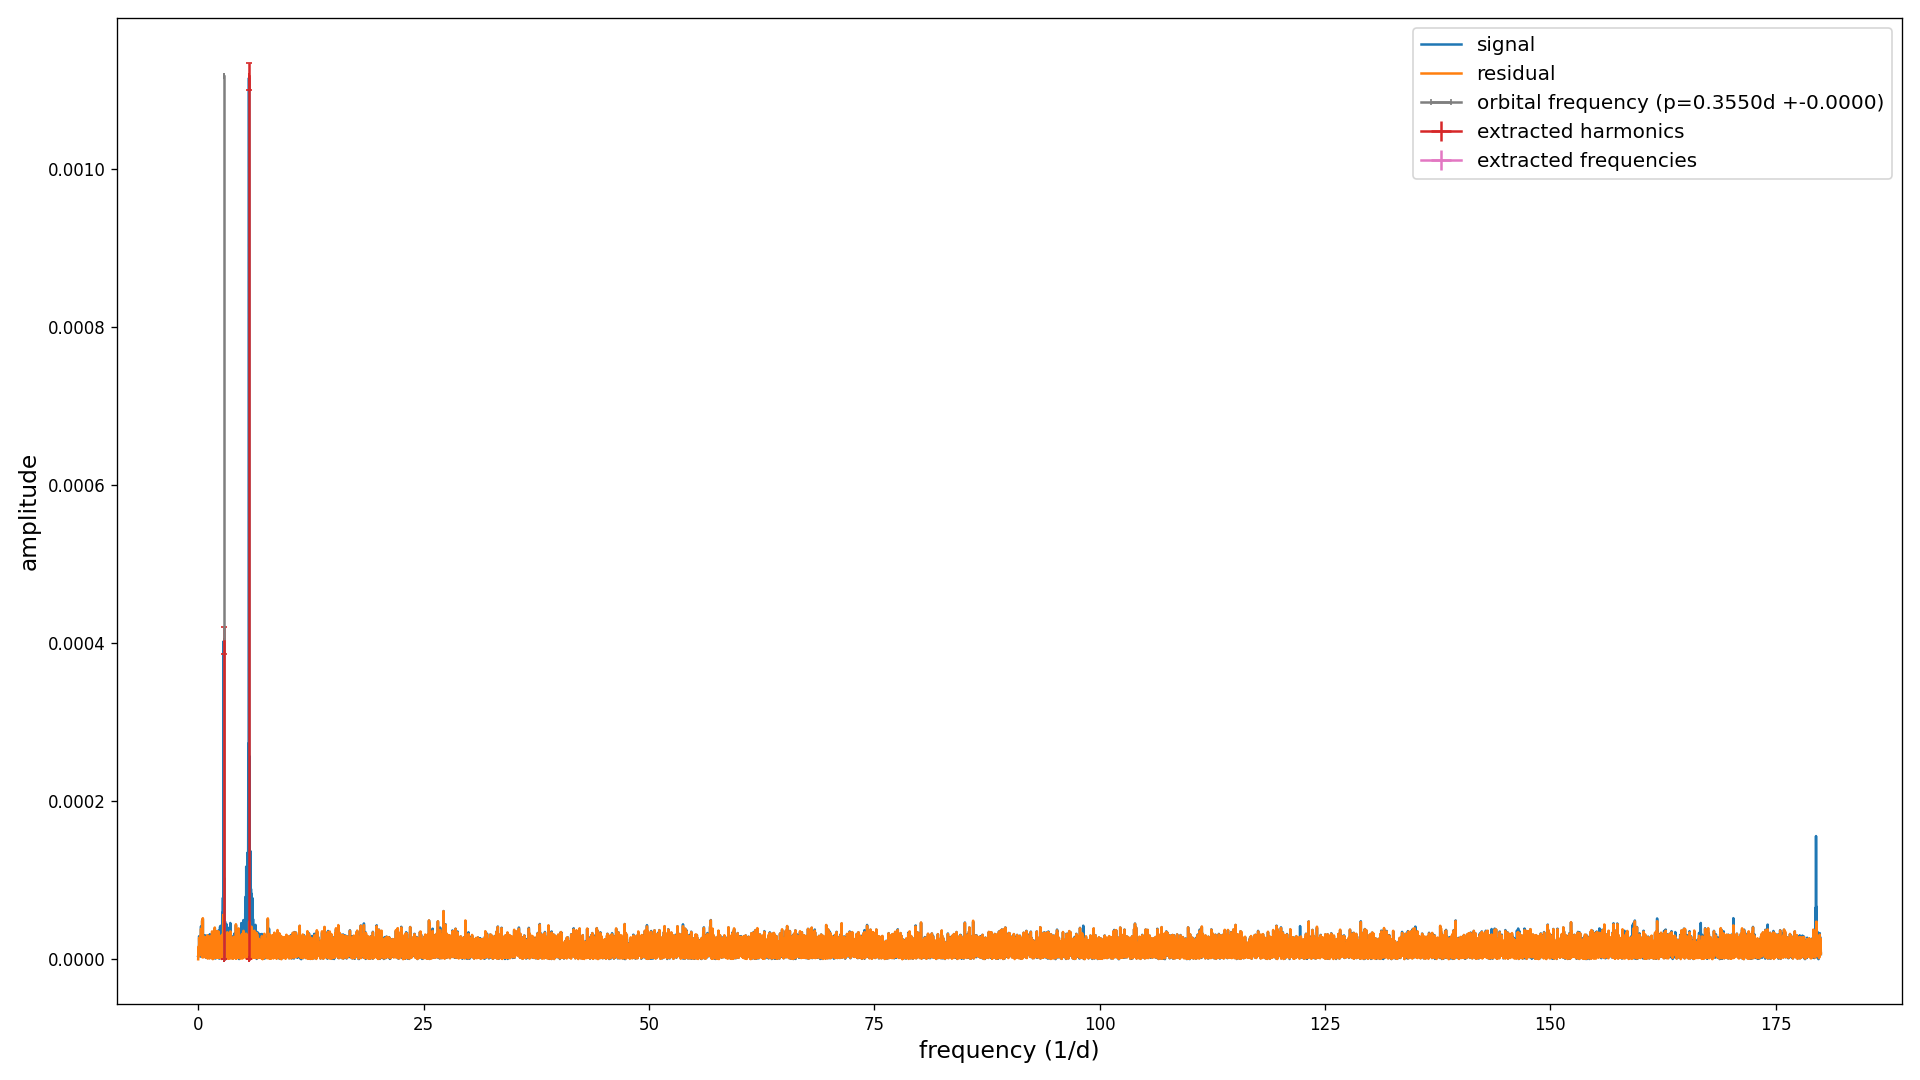 signal
residual
orbital frequency (p=0.3550d +-0.0000)
extracted harmonics
extracted frequencies
0.0010
0.0008
0.0006
0.0004
0.0002
0.0000
amplitude
0 25 50 75 100 125 150 175
frequency (1/d)